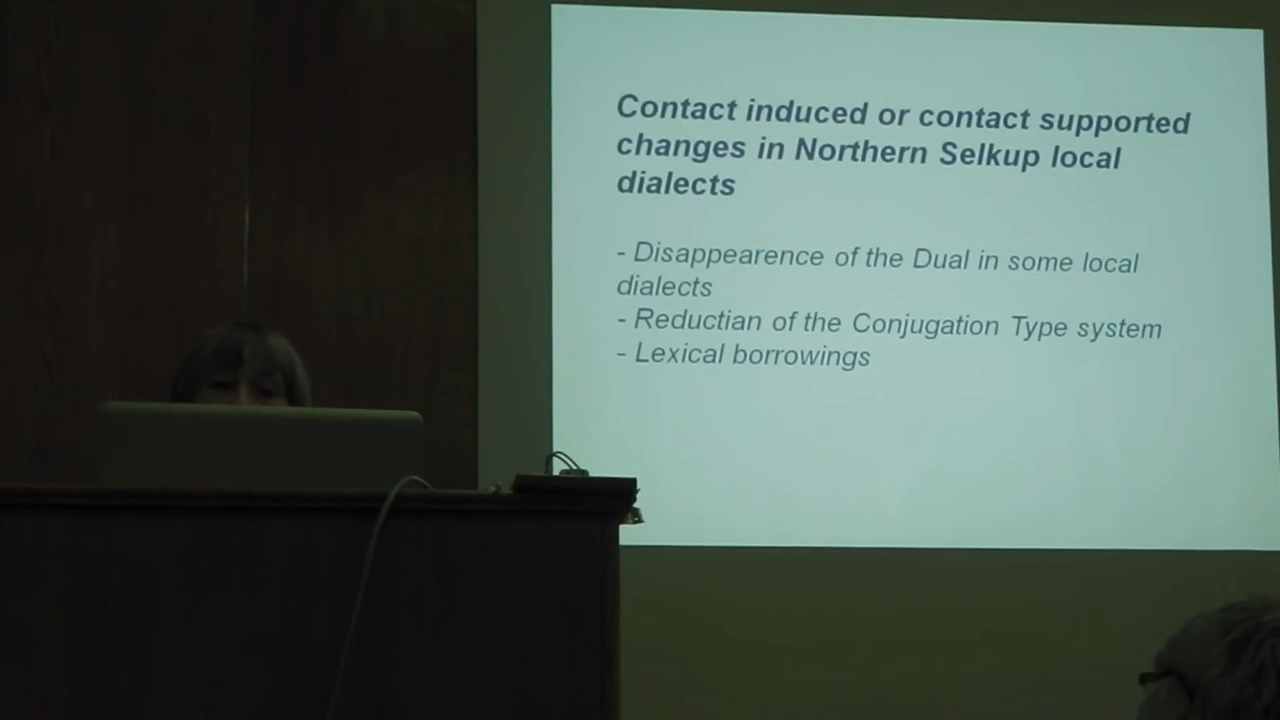 Contact induced or contact supported
changes in Northern Selkup local
dialects
- Disappearence of the Dual in some local
dialects
- Reductian of the Conjugation Type system
- Lexical borrowings